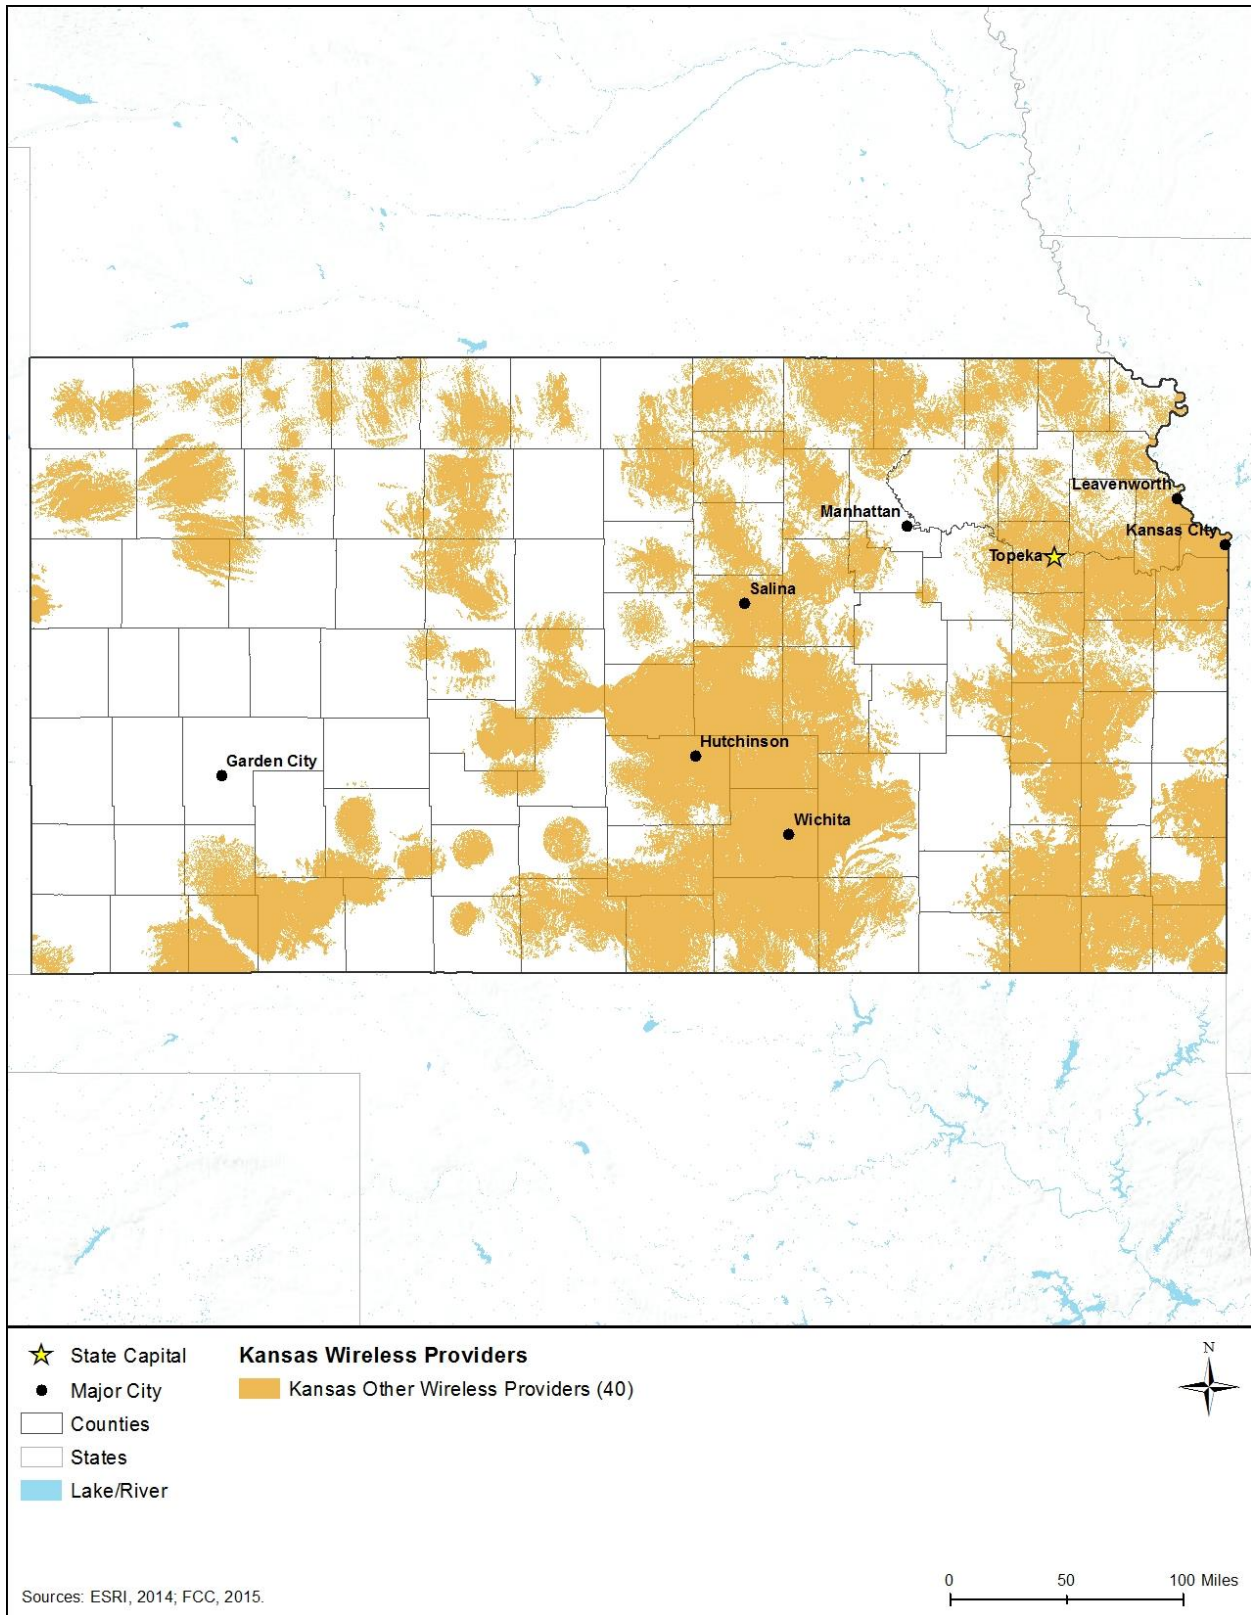 Leavenworth
Manhattan
Kansas City
Topeka
Salina
Hutchinson
Garden City
Wichita
State Capital
Major City
Counties
States
Lake/River
Kansas Wireless Providers
Kansas Other Wireless Providers (40)
N
Sources: ESRI, 2014; FCC, 2015.
0 50 100 Miles